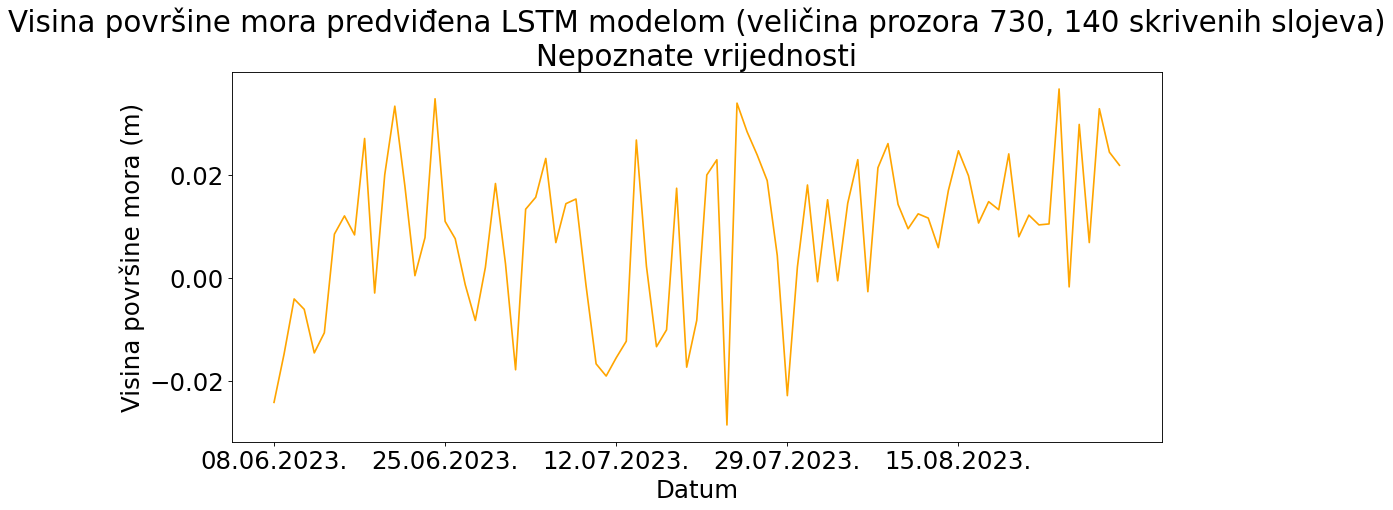 Visina površine mora predviđena LSTM modelom (veličina prozora 730, 140 skrivenih slojeva)
Nepoznate vrijednosti
Visina površine mora (m)
0.02
0.00
−0.02
08.06.2023. 25.06.2023. 12.07.2023. 29.07.2023. 15.08.2023.
Datum